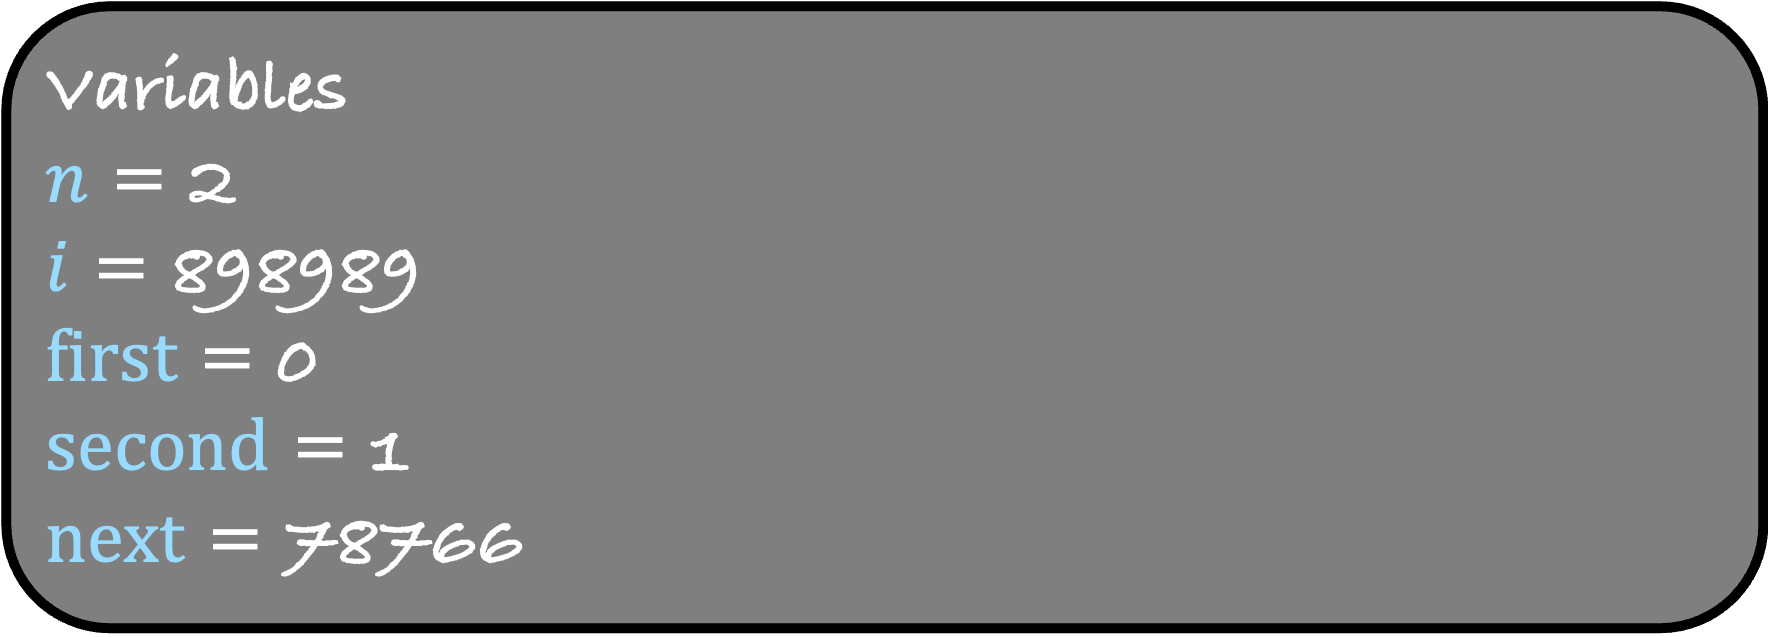 Variables
n = 2
i = 898989
first = 0
second = 1
next = 78766